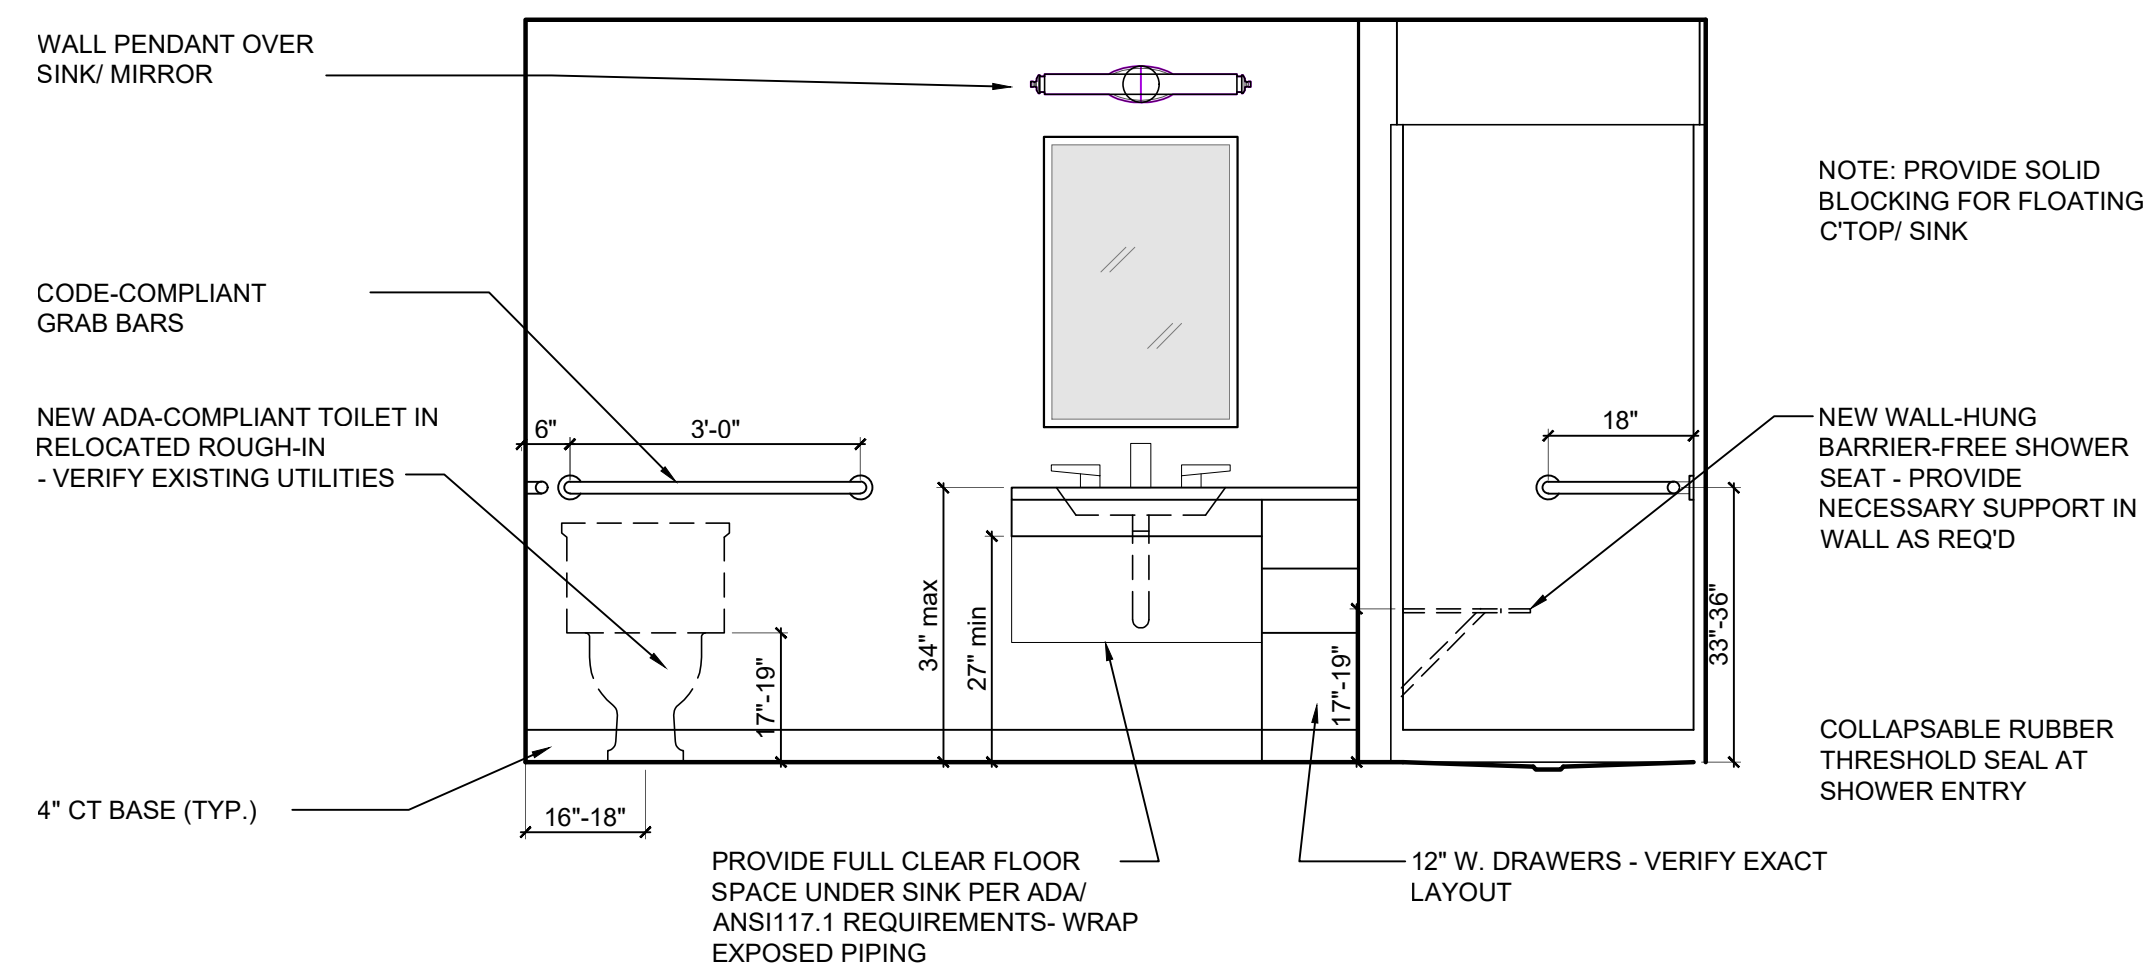 WALL PENDANT OVER
SINK/ MIRROR
NOTE: PROVIDE SOLID
BLOCKING FOR FLOATING
C'TOP/ SINK
CODE-COMPLIANT
GRAB BARS
NEW ADA-COMPLIANT TOILET IN
RELOCATED ROUGH-IN
- VERIFY EXISTING UTILITIES
6"
3'-0"
18"
NEW WALL-HUNG
BARRIER-FREE SHOWER
SEAT - PROVIDE
NECESSARY SUPPORT IN
WALL AS REQ'D
17"-19"
34" max
27" min
17"-19"
33"-36"
COLLAPSABLE RUBBER
THRESHOLD SEAL AT
SHOWER ENTRY
4" CT BASE (TYP.)
16"-18"
PROVIDE FULL CLEAR FLOOR
SPACE UNDER SINK PER ADA/
ANSI117.1 REQUIREMENTS- WRAP
EXPOSED PIPING
12" W. DRAWERS - VERIFY EXACT
LAYOUT